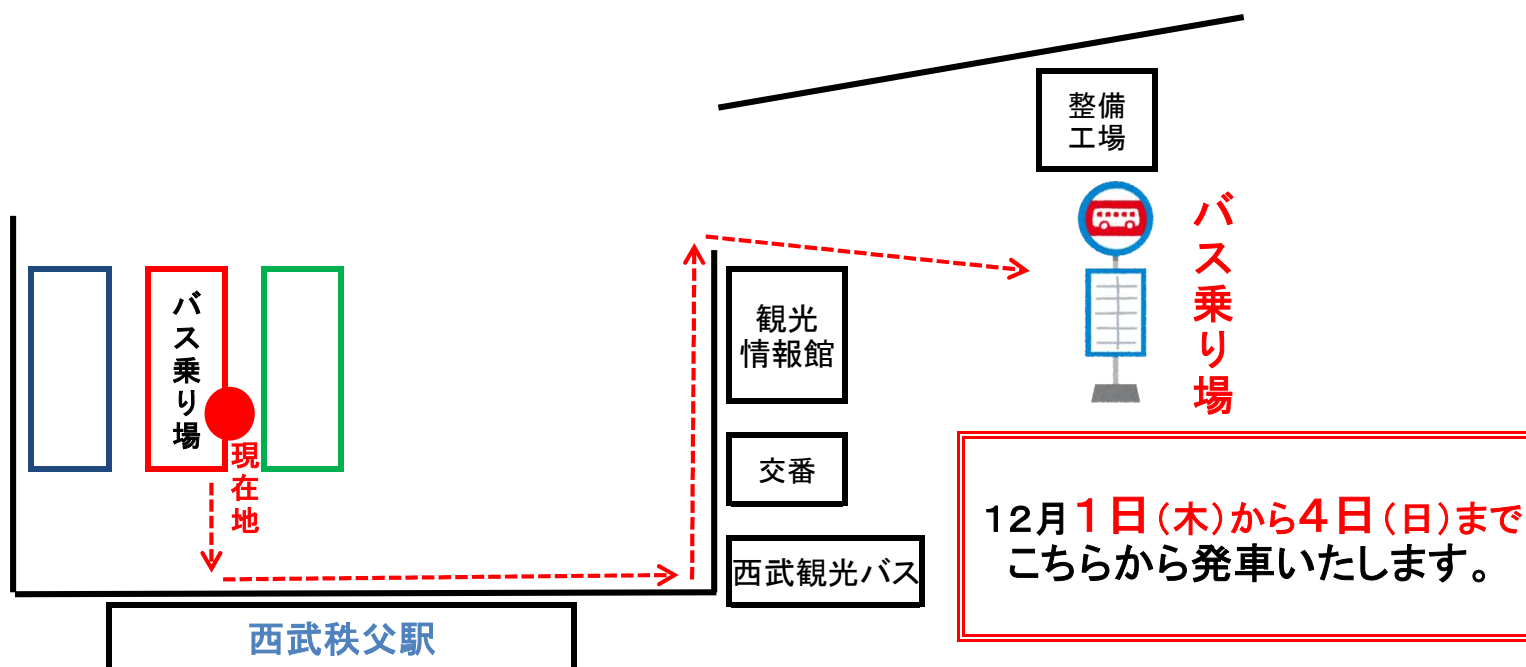 整備
工場
バス乗り場
バス乗り場
現在地
観光
情報館
交番
西武観光バス
12月1日（木）から4日（日）まで
こちらから発車いたします。
西武秩父駅